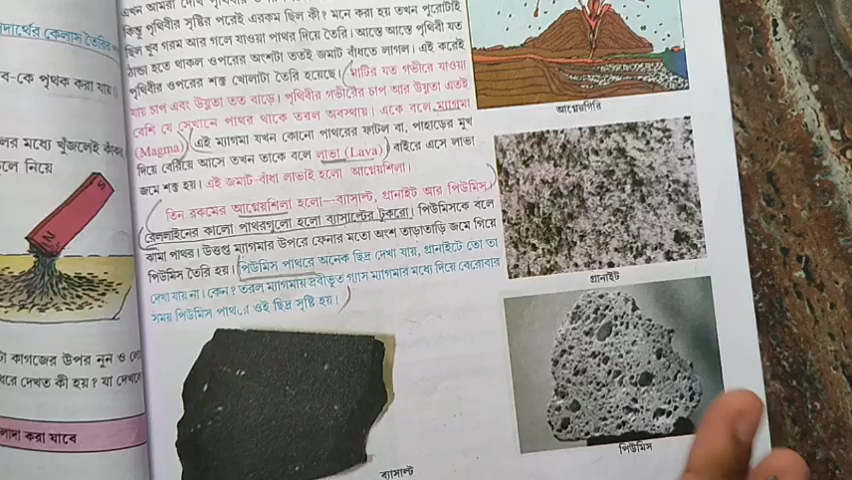 দার্থের কেলাস তৈরির
ব-কে পৃথক করা যায়।
লর মধ্যে খুঁজলেই কাঁকর
লে নিয়ে
S
N
টা কাগজের উপর নুন ও লো
ধরে দেখত কী হয়? যা দেখলে
লাদা করা যাবে
কিন্তু পৃথিবীর সৃষ্টির পরেই এরকম ছিল কী? মনে করা হয় তখন পুরোটাই
ছিল খুব গরম আর গলে যাওয়া পাথর দিয়ে তৈরি। আস্তে আস্তে পৃথিবী যত
ঠান্ডা হতে থাকল ওপরের অংশটা ততই জমাট বাঁধতে লাগল। এই করেই
পৃথিবীর ওপরের শক্ত খোলাটা তৈরি হয়েছে। মাটির যত গভীরে যাওয়া
যায় চাপ এবং উষ্ণতা তত বাড়ে। পৃথিবীর গভীরের চাপ আর উষ্ণতা এতই
বেশি যে সেখানে পাথর থাকে তরল অবস্থায়। একে বলে ম্যাগমা
(Magma) এই ম্যাগমা যখন কোনো পাথরের ফাটল বা, পাহাড়ের মুখ
দিয়ে বেরিয়ে আসে তখন তাকে বলে লাভা (Lava) বাইরে এসে লাভা
জমে শক্ত হয়। এই জমাট-বাঁধা লাভাই হলো আগ্নেয়শিলা।
তিন রকমের আগ্নেয়শিলা হলো—ব্যাসাল্ট, গ্রানাইট আর পিউমিস।
রেললাইনের কালো পাথরগুলো হলো ব্যাসাল্টের টুকরো। পিউমিসকে বলে
ঝামা পাথর। উত্তপ্ত ম্যাগমার উপরে ফেনার মতো অংশ তাড়াতাড়ি জমে গিয়ে
পিউমিস তৈরি হয়। পিউমিস পাথরে অনেক ছিদ্র দেখা যায়, গ্রানাইটে তো তা
দেখা যায় না। কেন? তরল ম্যাগমায় দ্রবীভূত গ্যাস ম্যাগমার মধ্যে দিয়ে বেরোবার
সময় পিউমিস পাথরে ওই ছিদ্র সৃষ্টি হয়।
আগ্নেয়গিরি
গ্রানাইট
পিউমিস
ব্যাসাল্ট